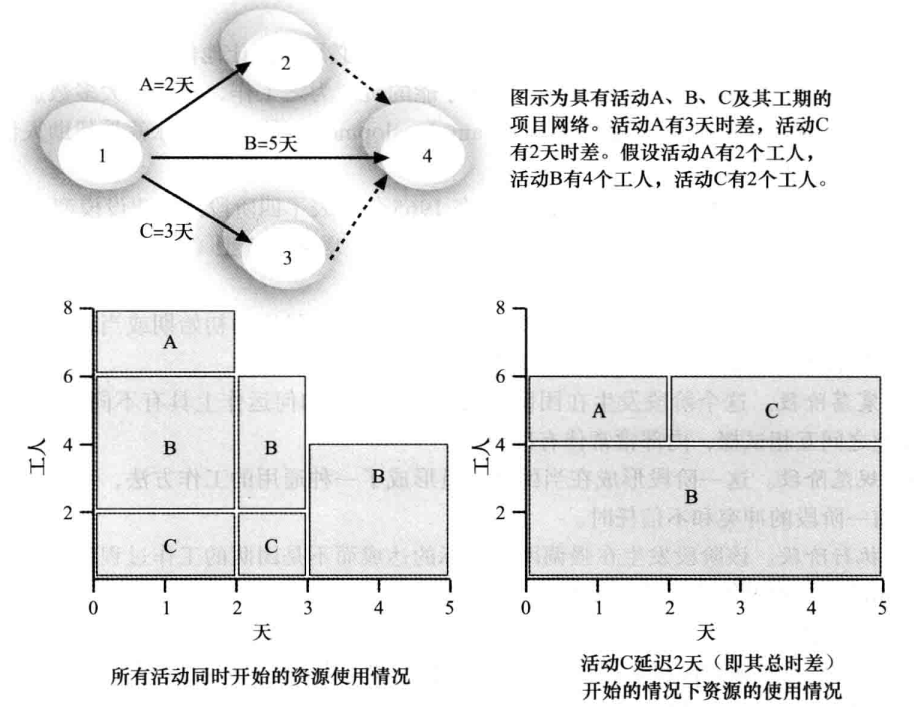 2
A=2天
图示为具有活动A、B、C及其工期的
项目网络。活动A有3天时差，活动C
有2天时差。假设活动A有2个工人，
活动B有4个工人，活动C有2个工人。
1
B=5天
4
C=3天
3
8
6
4
2
工人
A
B
B
B
C
C
0
1
2
3
4
5
天
所有活动同时开始的资源使用情况
8
6
4
2
工人
A
C
B
0
1
2
3
4
5
天
活动C延迟2天（即其总时差）
开始的情况下资源的使用情况